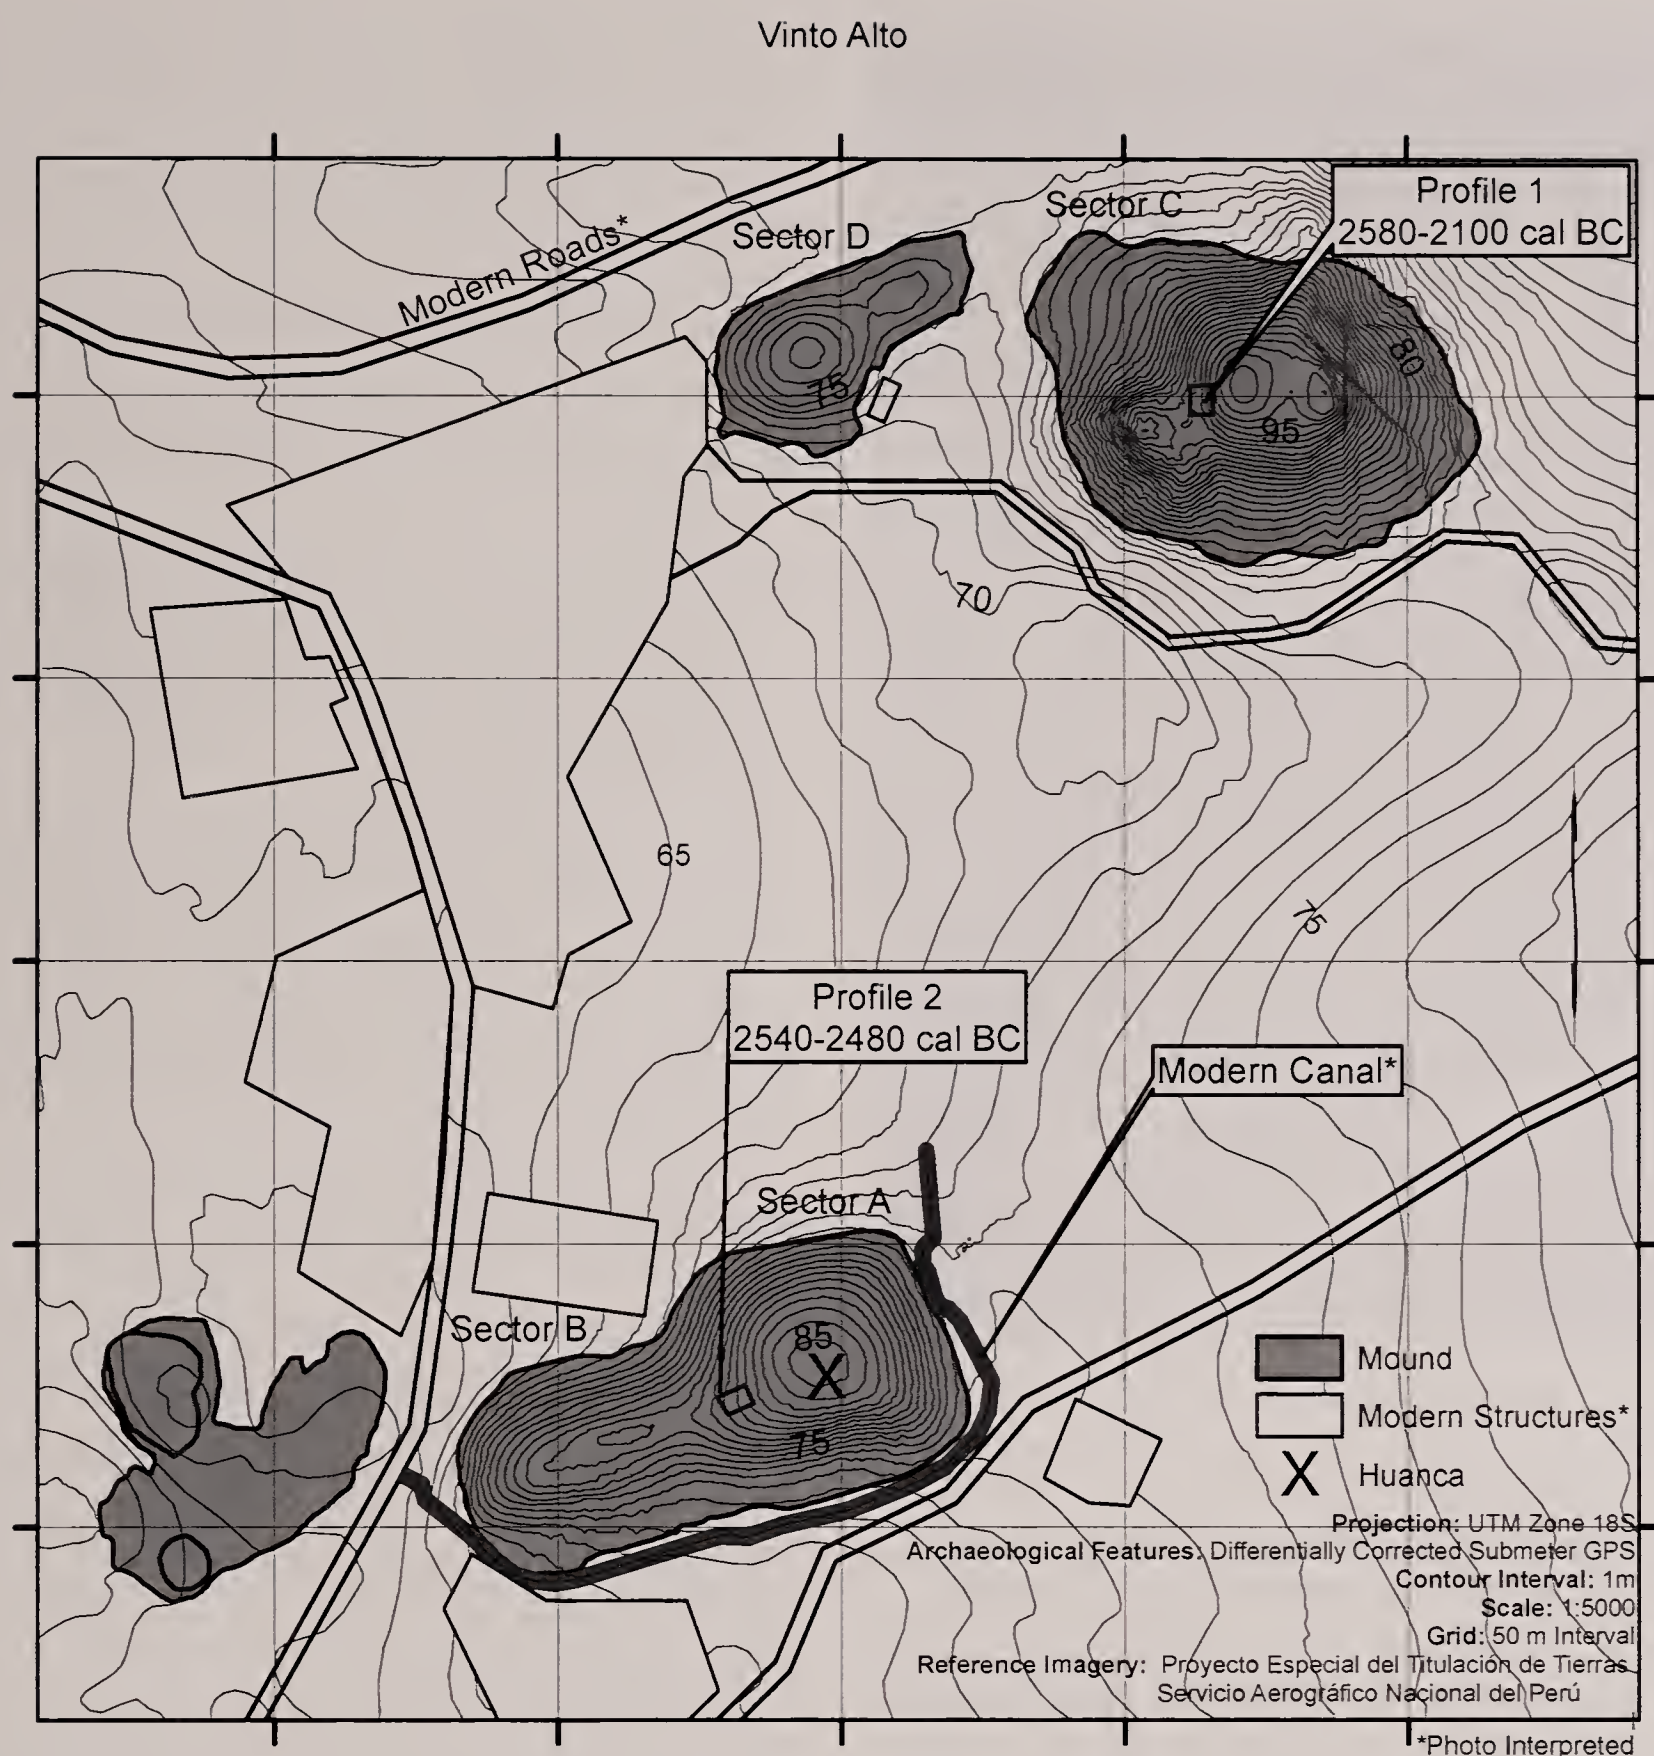 Vinto Alto
Profile 1
2580-2100 cal BC
Sector C
Sector D
Modern Roads*
75
80
95
70
65
75
Profile 2
2540-2480 cal BC
Modern Canal*
Sector A
Sector B
85
X
75
Mound
Modern Structures*
X Huanca
Projection: UTM Zone 18S
Archaeological Features: Differentially Corrected Submeter GPS
Contour Interval: 1m
Scale: 1:5000
Grid: 50 m Interval
Reference Imagery: Proyecto Especial del Titulación de Tierras
Servicio Aerográfico Nacional del Perú
*Photo Interpreted